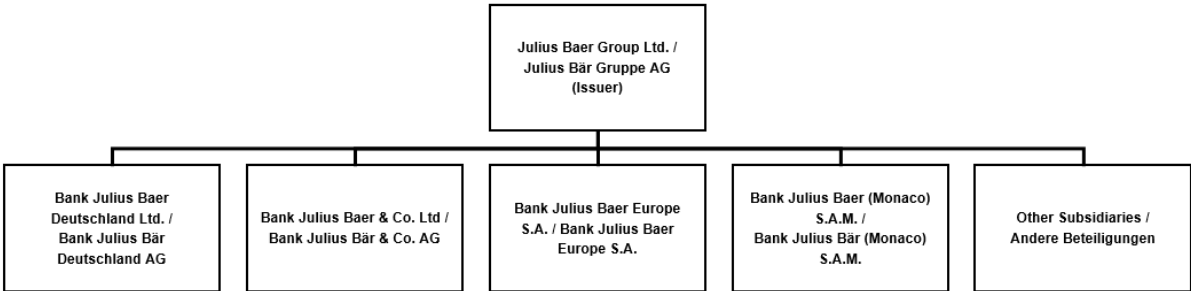 Julius Baer Group Ltd. /
Julius Bär Gruppe AG
(Issuer)
Bank Julius Baer
Deutschland Ltd. /
Bank Julius Bär
Deutschland AG
Bank Julius Baer & Co. Ltd /
Bank Julius Bär & Co. AG
Bank Julius Baer Europe
S.A. / Bank Julius Baer
Europe S.A.
Bank Julius Baer (Monaco)
S.A.M. /
Bank Julius Bär (Monaco)
S.A.M.
Other Subsidiaries /
Andere Beteiligungen